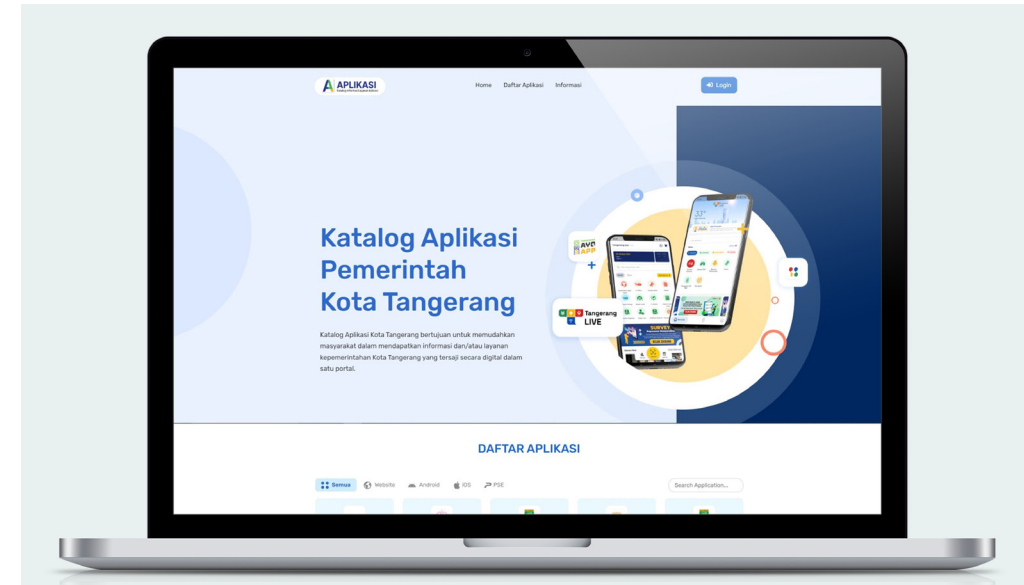 APLIKASI
Home Daftar Aplikasi Informasi
Login
Katalog Aplikasi
Pemerintah
Kota Tangerang
Katalog Aplikasi Kota Tangerang bertujuan untuk memudahkan
masyarakat dalam mendapatkan informasi dan/atau layanan
kepemerintahan Kota Tangerang yang tersaji secara digital dalam
satu portal.
AYO
APP
Tangerang
LIVE
SURVEY
DAFTAR APLIKASI
Semua Website Android iOS PSE
Search Application...